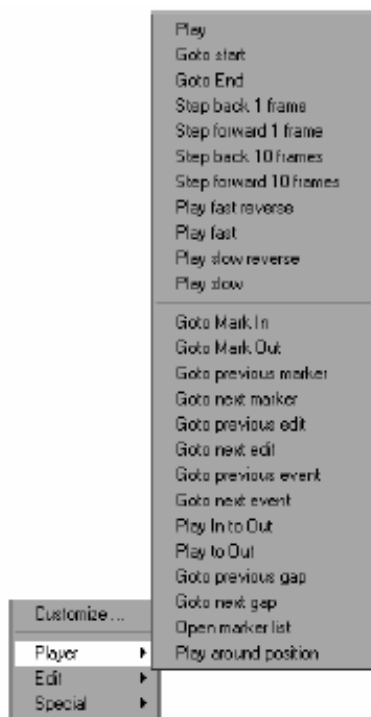 Play
Goto start
Goto End
Step back 1 frame
Step forward 1 frame
Step back 10 frames
Step forward 10 frames
Play fast reverse
Play fast
Play slow reverse
Play slow
Goto Mark In
Goto Mark Out
Goto previous marker
Goto next marker
Goto previous edit
Goto next edit
Goto previous event
Goto next event
Play In to Out
Play to Out
Goto previous gap
Goto next gap
Open marker list
Play around position
Customize...
Player
Edit
Special